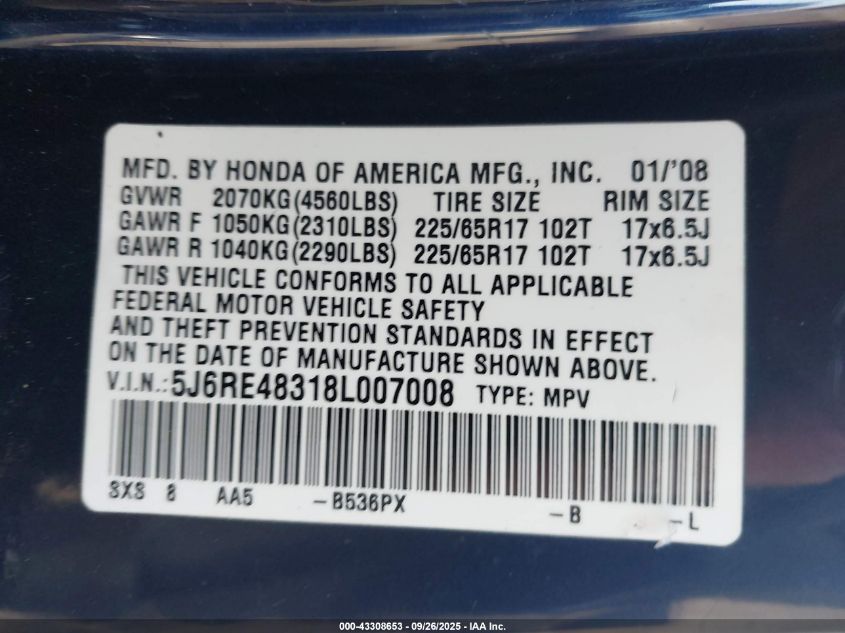 MFD. BY HONDA OF AMERICA MFG., INC. 01/'08
GVWR 2070KG(4560LBS) TIRE SIZE RIM SIZE
GAWR F 1050KG(2310LBS) 225/65R17 102T 17x6.5J
GAWR R 1040KG(2290LBS) 225/65R17 102T 17x6.5J
THIS VEHICLE CONFORMS TO ALL APPLICABLE
FEDERAL MOTOR VEHICLE SAFETY
AND THEFT PREVENTION STANDARDS IN EFFECT
ON THE DATE OF MANUFACTURE SHOWN ABOVE.
V.I.N.: 5J6RE48318L007008 TYPE: MPV
SXS 8 AA5 -B536PX -B -L
000-43308653 - 09/26/2025 - IAA Inc.